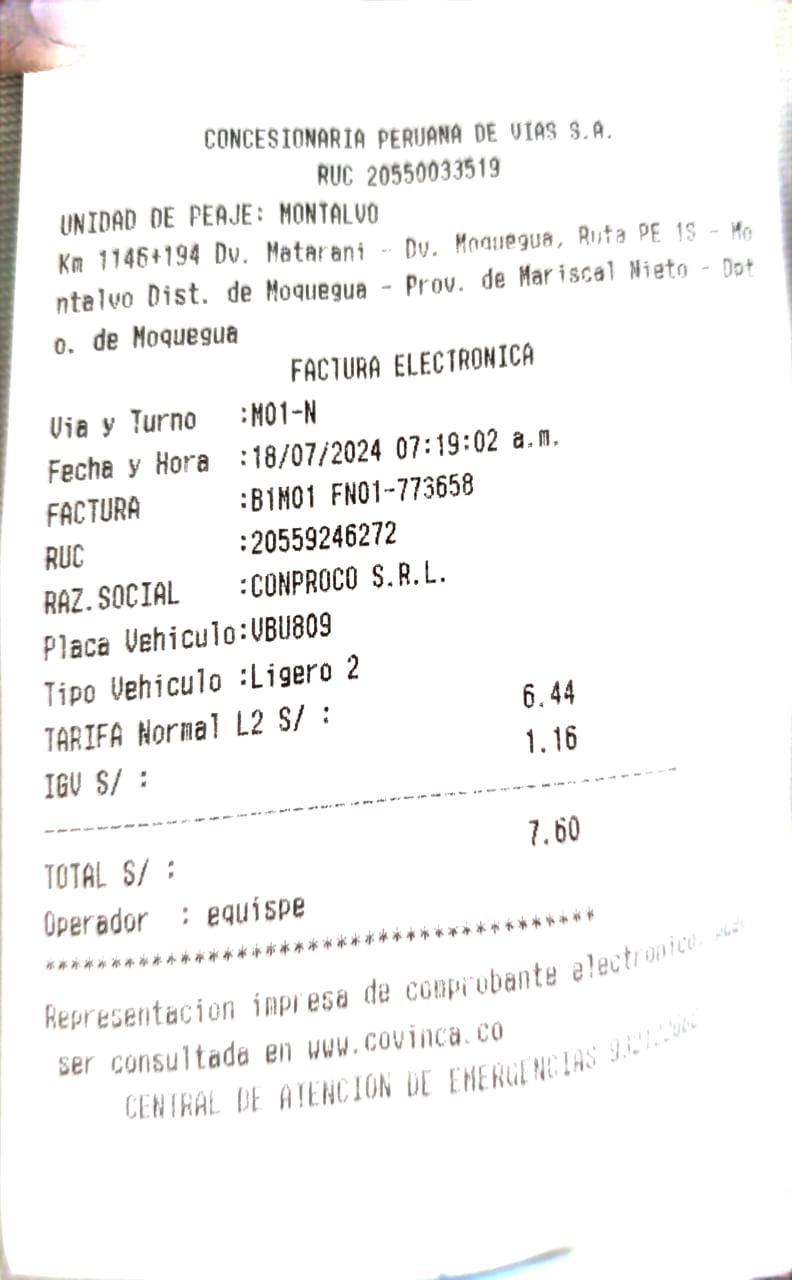 CONCESIONARIA PERUANA DE VIAS S.A.
RUC 20550033519
UNIDAD DE PEAJE: MONTALVO
Km 1146+194 Dv. Matarani - Dv. Moquegua, Ruta PE 1S - Mo
ntalvo Dist. de Moquegua - Prov. de Mariscal Nieto - Dpt
o. de Moquegua
FACTURA ELECTRONICA
Via y Turno :M01-N
Fecha y Hora :18/07/2024 07:19:02 a.m.
FACTURA :B1M01 FN01-773658
RUC :20559246272
RAZ.SOCIAL :CONPROCO S.R.L.
Placa Vehiculo:VBU809
Tipo Vehiculo :Ligero 2
TARIFA Normal L2 S/ : 6.44
IGV S/ : 1.16
--------------------------------------------------
TOTAL S/ : 7.60
Operador : equispe
****************************************
Representacion impresa de comprobante electronico,
ser consultada en www.covinca.co
CENTRAL DE ATENCION DE EMERGENCIAS